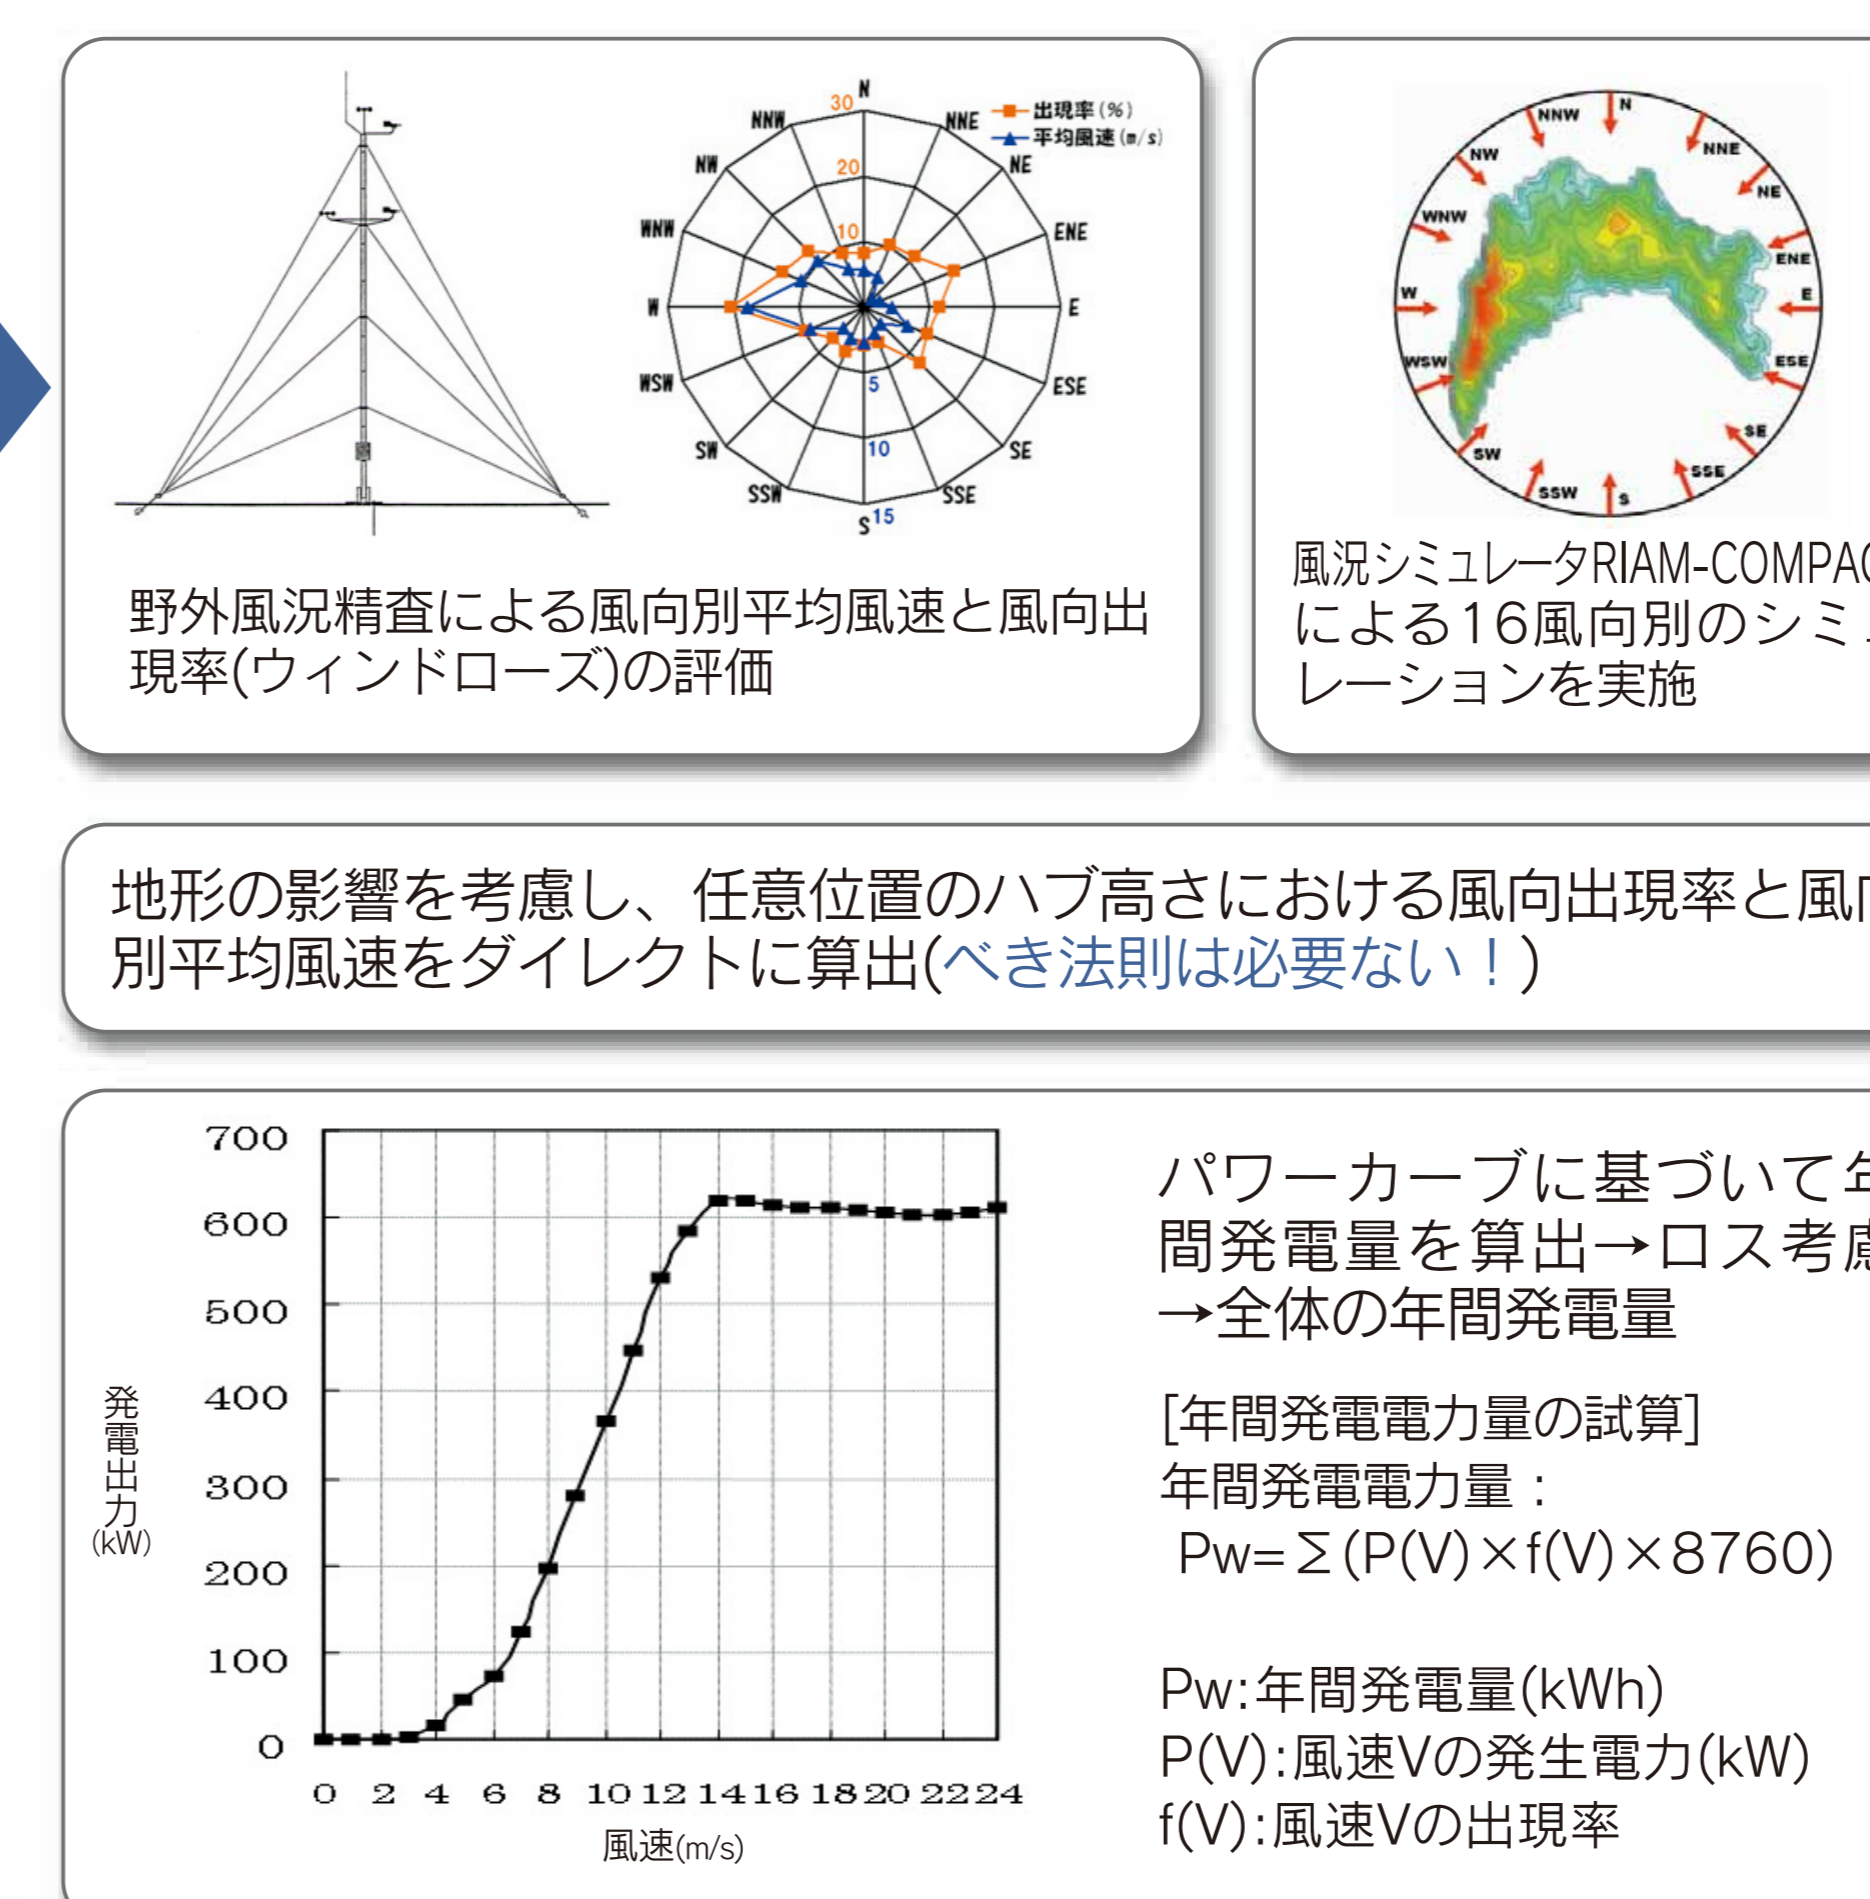 N
NNE
NE
ENE
E
ESE
SE
SSE
S
SSW
SW
WSW
W
WNW
NW
NNW
30
20
10
5
10
15
出現率(%)
平均風速(m/s)
野外風況精査による風向別平均風速と風向出
現率(ウィンドローズ)の評価
N
NNE
NE
ENE
E
ESE
SE
SSE
S
SSW
SW
WSW
W
WNW
NW
NNW
風況シミュレータRIAM-COMPA
による16風向別のシミ
レーションを実施
地形の影響を考慮し、任意位置のハブ高さにおける風向出現率と風
別平均風速をダイレクトに算出(べき法則は必要ない！)
700
600
500
400
300
200
100
0
発電出力(kW)
0 2 4 6 8 10 12 14 16 18 20 22 24
風速(m/s)
パワーカーブに基づいて年
間発電量を算出→ロス考慮
→全体の年間発電量
[年間発電電力量の試算]
年間発電電力量：
Pw=Σ(P(V)×f(V)×8760)
Pw:年間発電量(kWh)
P(V):風速Vの発生電力(kW)
f(V):風速Vの出現率